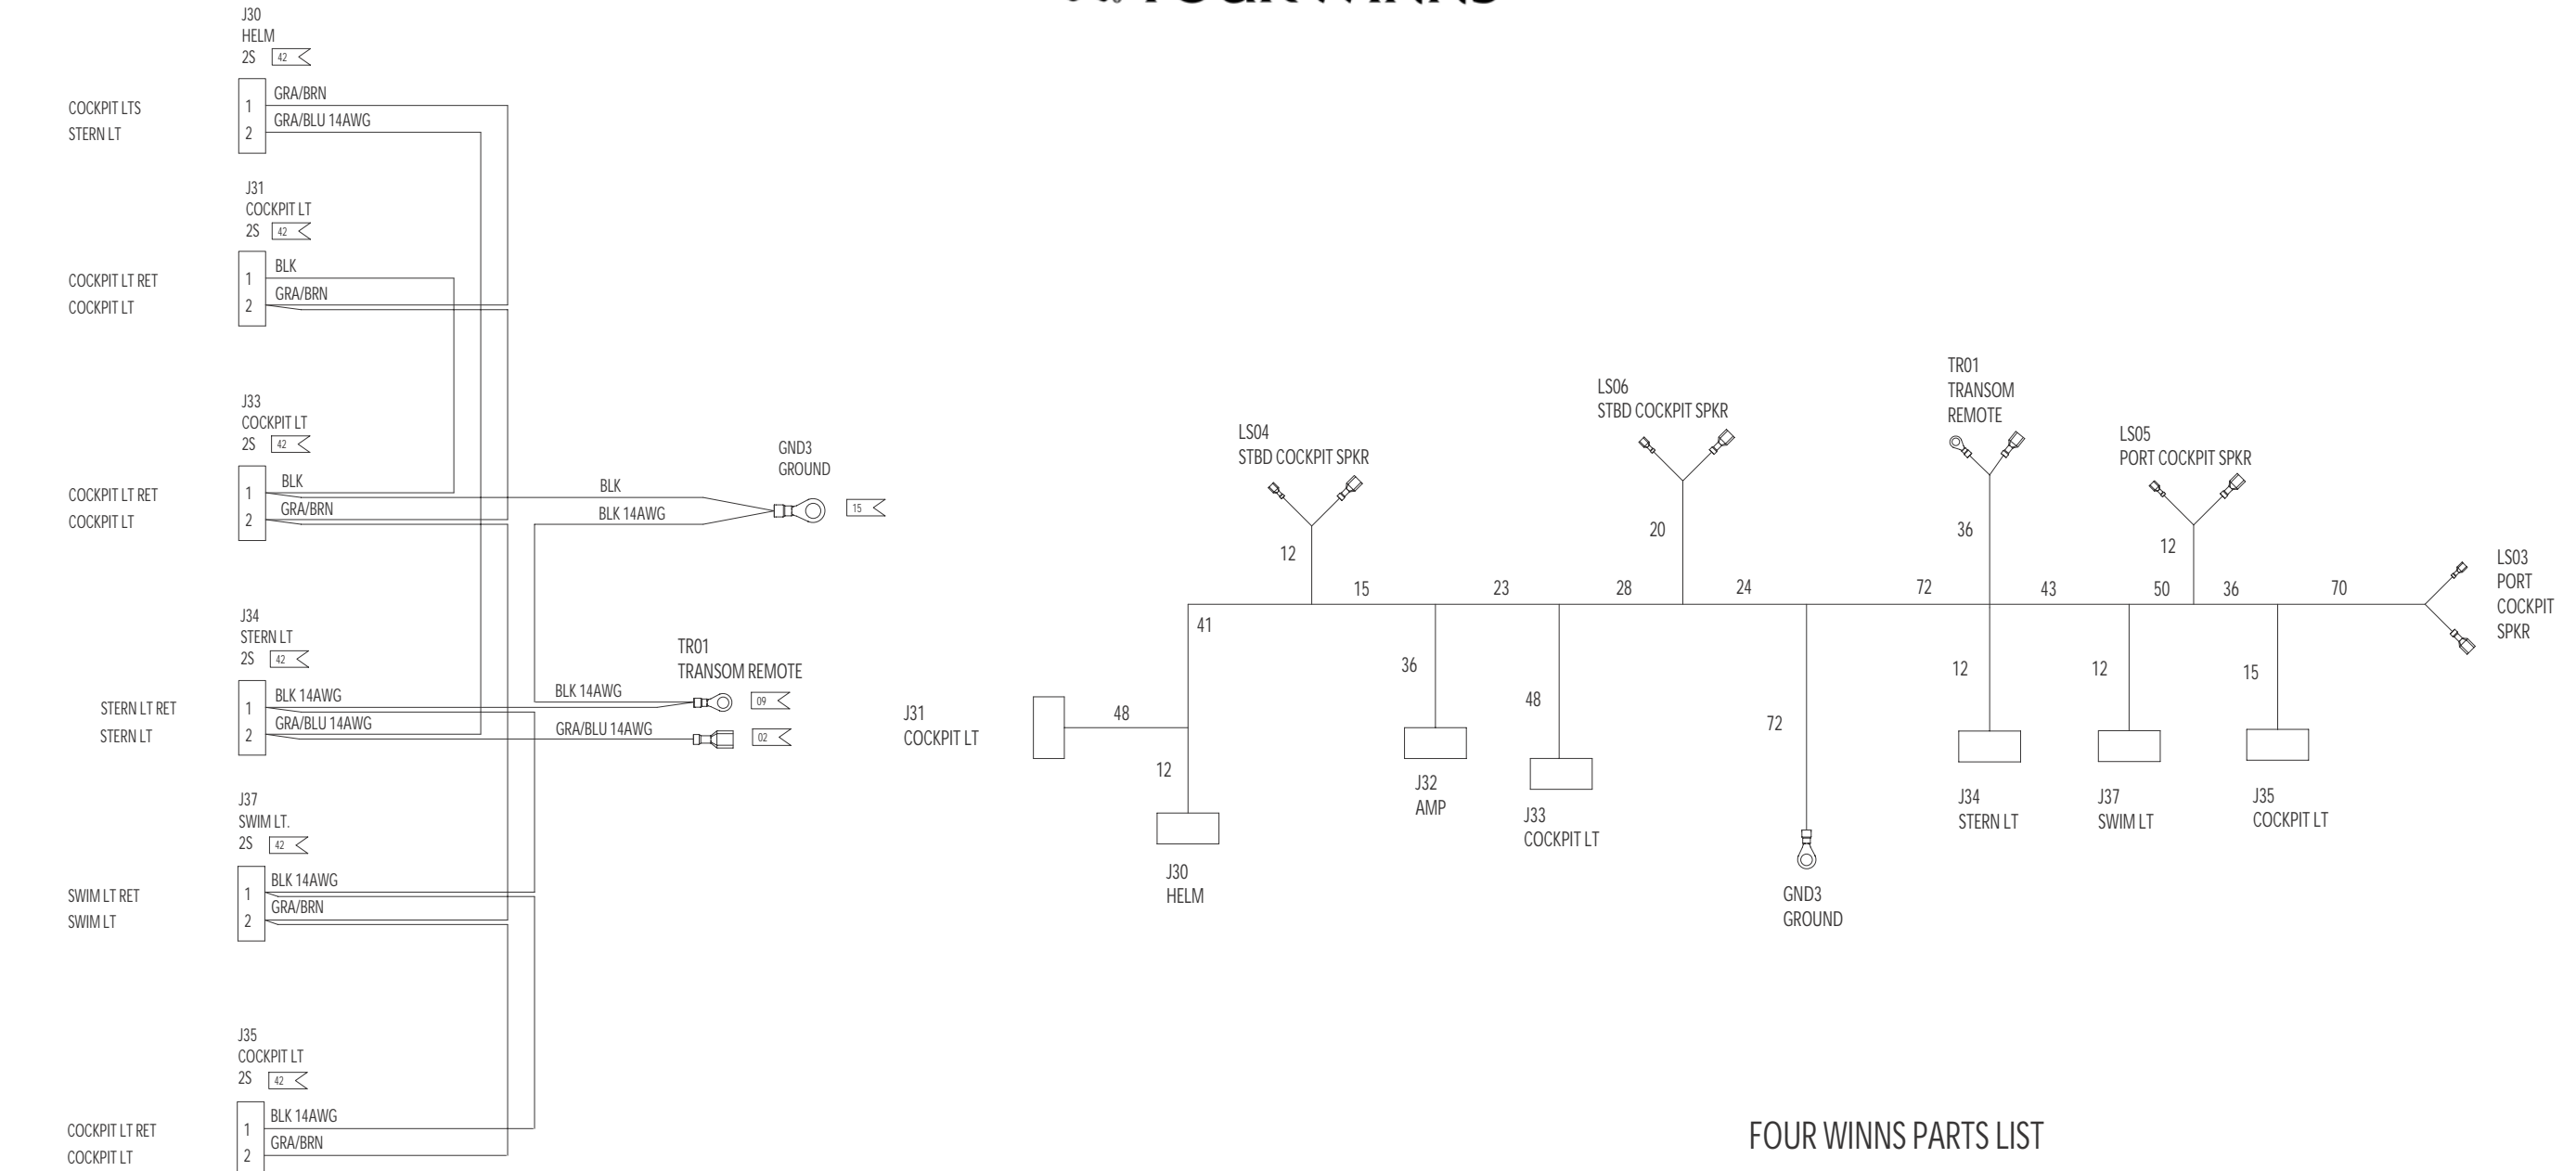 FOUR WINNS
J30
HELM
2S 42
COCKPIT LTS
STERN LT
1
2
GRA/BRN
GRA/BLU 14AWG
J31
COCKPIT LT
2S 42
COCKPIT LT RET
COCKPIT LT
1
2
BLK
GRA/BRN
J33
COCKPIT LT
2S 42
COCKPIT LT RET
COCKPIT LT
1
2
BLK
GRA/BRN
BLK
BLK 14AWG
GND3
GROUND
15
J34
STERN LT
2S 42
STERN LT RET
STERN LT
1
2
BLK 14AWG
GRA/BLU 14AWG
BLK 14AWG
GRA/BLU 14AWG
TR01
TRANSOM REMOTE
09
02
J37
SWIM LT.
2S 42
SWIM LT RET
SWIM LT
1
2
BLK 14AWG
GRA/BRN
J35
COCKPIT LT
2S 42
COCKPIT LT RET
COCKPIT LT
1
2
BLK 14AWG
GRA/BRN
LS04
STBD COCKPIT SPKR
12
LS06
STBD COCKPIT SPKR
20
TR01
TRANSOM
REMOTE
36
LS05
PORT COCKPIT SPKR
12
LS03
PORT
COCKPIT
SPKR
15
23
28
24
72
43
50
36
70
41
36
48
72
12
12
15
J31
COCKPIT LT
48
12
J30
HELM
J32
AMP
J33
COCKPIT LT
GND3
GROUND
J34
STERN LT
J37
SWIM LT
J35
COCKPIT LT
FOUR WINNS PARTS LIST